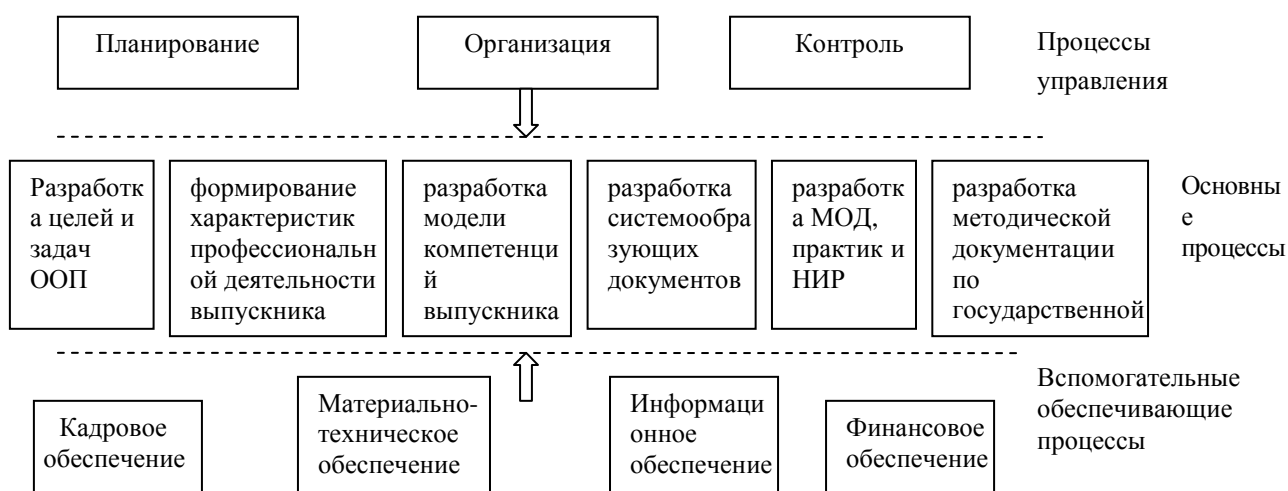 Планирование
Организация
Контроль
Процессы
управления
Разработк
а целей и
задач
ООП
формирование
характеристик
профессиональн
ой деятельности
выпускника
разработка
модели
компетенци
й
выпускника
разработка
системообра
зующих
документов
разработк
а МОД,
практик и
НИР
разработка
методической
документации
по
государственной
Основны
е
процессы
Кадровое
обеспечение
Материально-
техническое
обеспечение
Информаци
онное
обеспечение
Финансовое
обеспечение
Вспомогательные
обеспечивающие
процессы